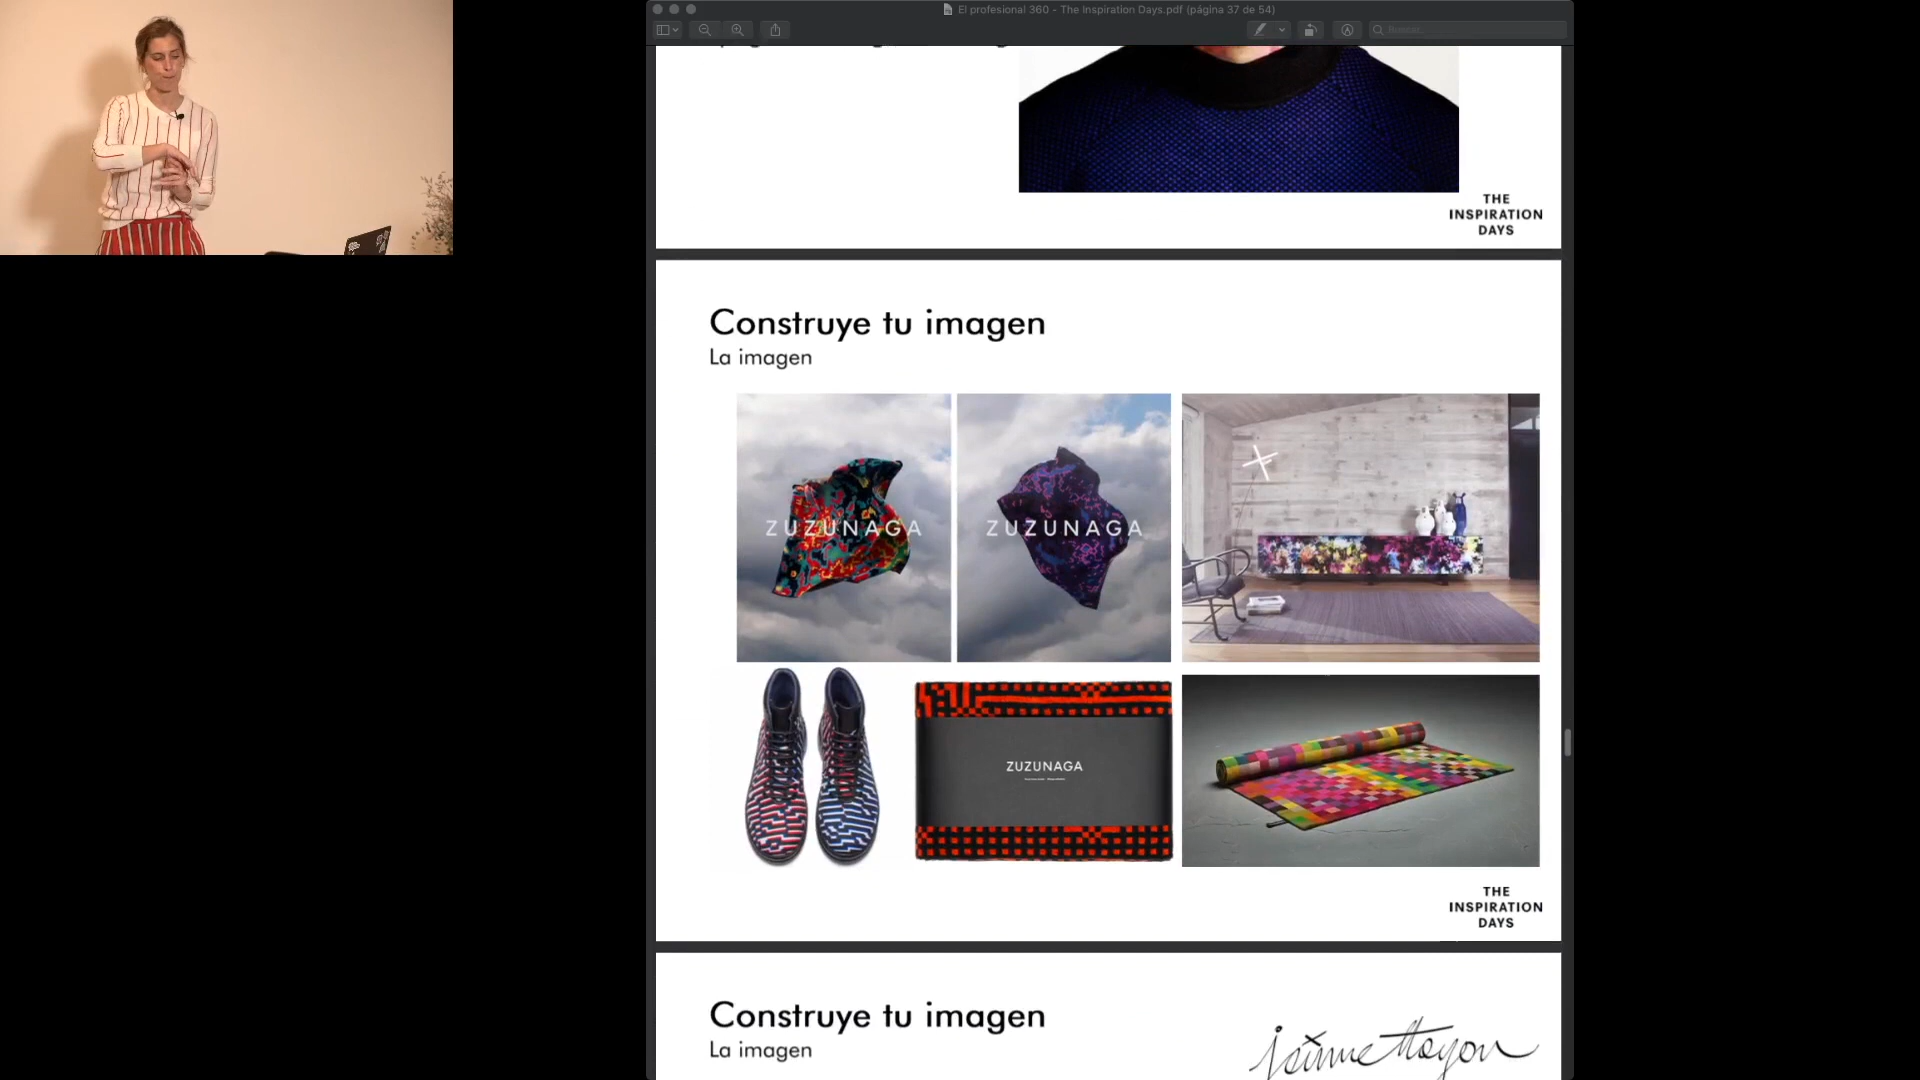 El profesional 360 - The Inspiration Days.pdf (página 37 de 54)
Buscar
THE
INSPIRATION
DAYS
Construye tu imagen
La imagen
ZUZUNAGA
ZUZUNAGA
ZUZUNAGA
THE
INSPIRATION
DAYS
Construye tu imagen
La imagen
jaime Hayon